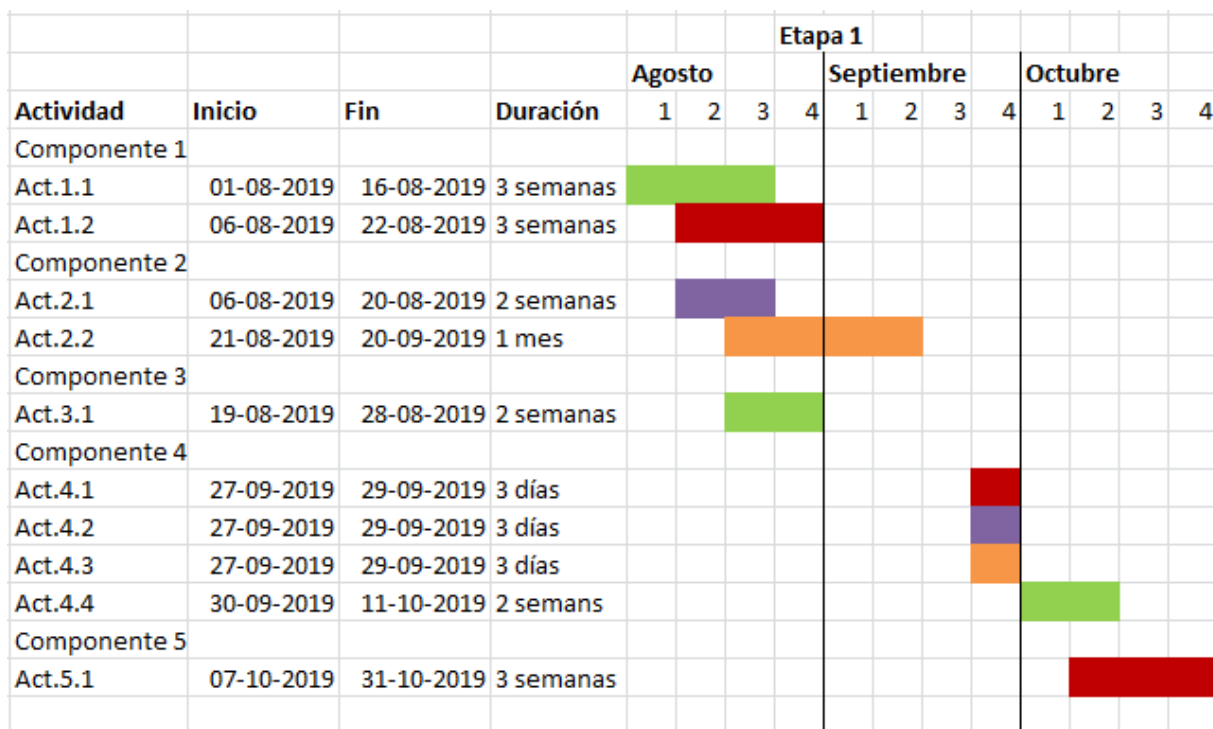 Etapa 1
Agosto Septiembre Octubre
Actividad Inicio Fin Duración 1 2 3 4 1 2 3 4 1 2 3 4
Componente 1
Act.1.1 01-08-2019 16-08-2019 3 semanas
Act.1.2 06-08-2019 22-08-2019 3 semanas
Componente 2
Act.2.1 06-08-2019 20-08-2019 2 semanas
Act.2.2 21-08-2019 20-09-2019 1 mes
Componente 3
Act.3.1 19-08-2019 28-08-2019 2 semanas
Componente 4
Act.4.1 27-09-2019 29-09-2019 3 días
Act.4.2 27-09-2019 29-09-2019 3 días
Act.4.3 27-09-2019 29-09-2019 3 días
Act.4.4 30-09-2019 11-10-2019 2 semans
Componente 5
Act.5.1 07-10-2019 31-10-2019 3 semanas